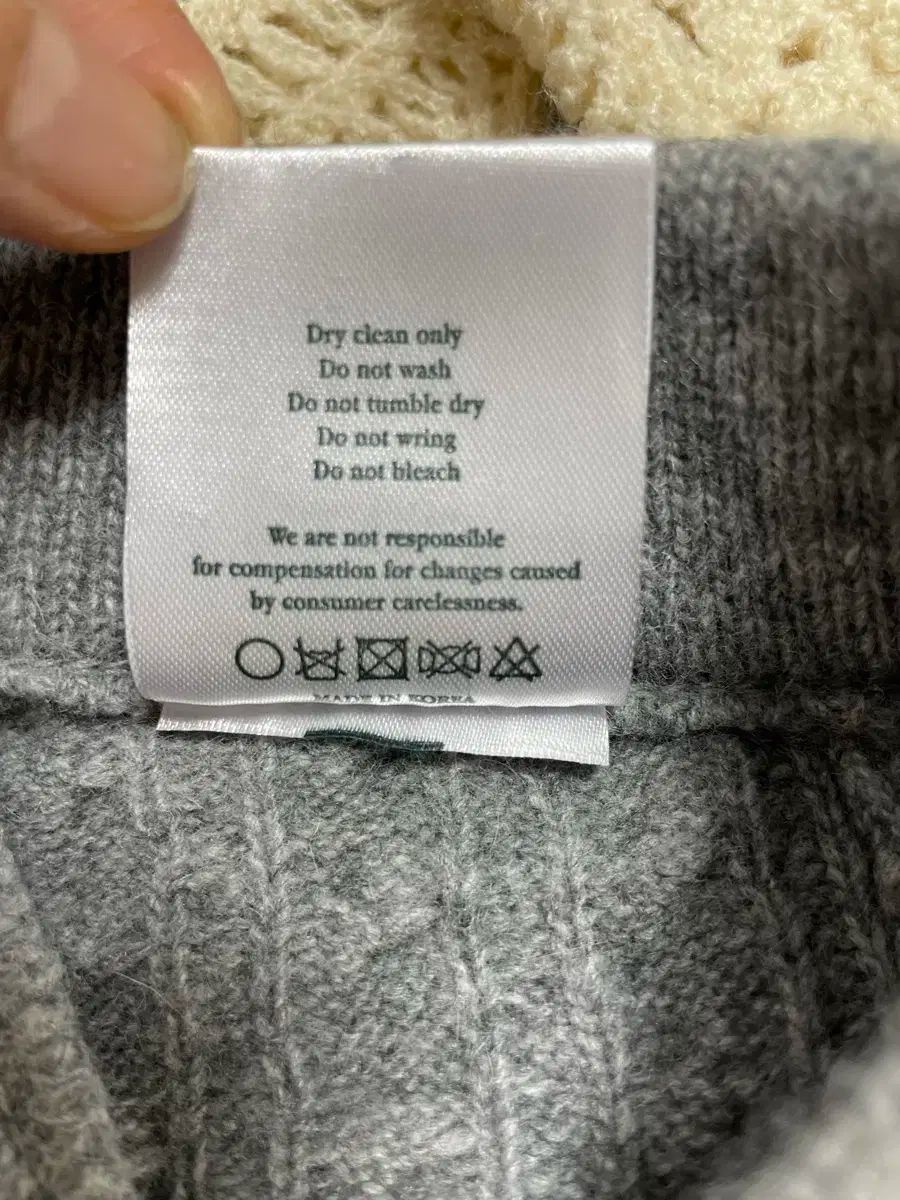 Dry clean only
Do not wash
Do not tumble dry
Do not wring
Do not bleach
We are not responsible
for compensation for changes caused
by consumer carelessness.
MADE IN KOREA